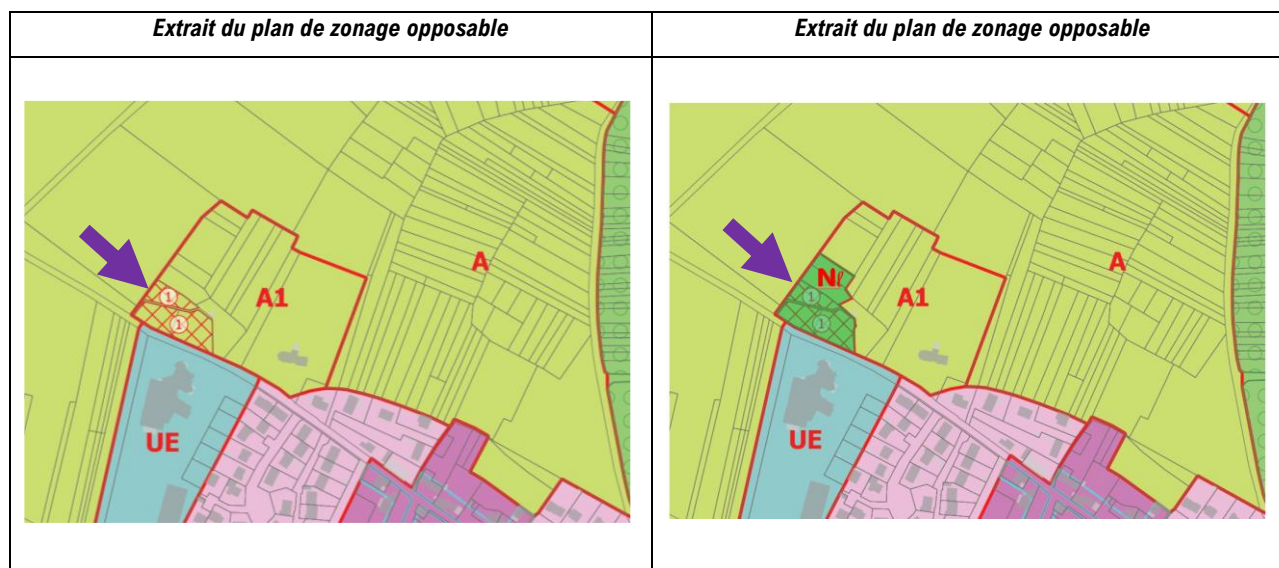 Extrait du plan de zonage opposable
Extrait du plan de zonage opposable
A
A1
1
1
UE
A
Nℓ
A1
1
1
UE